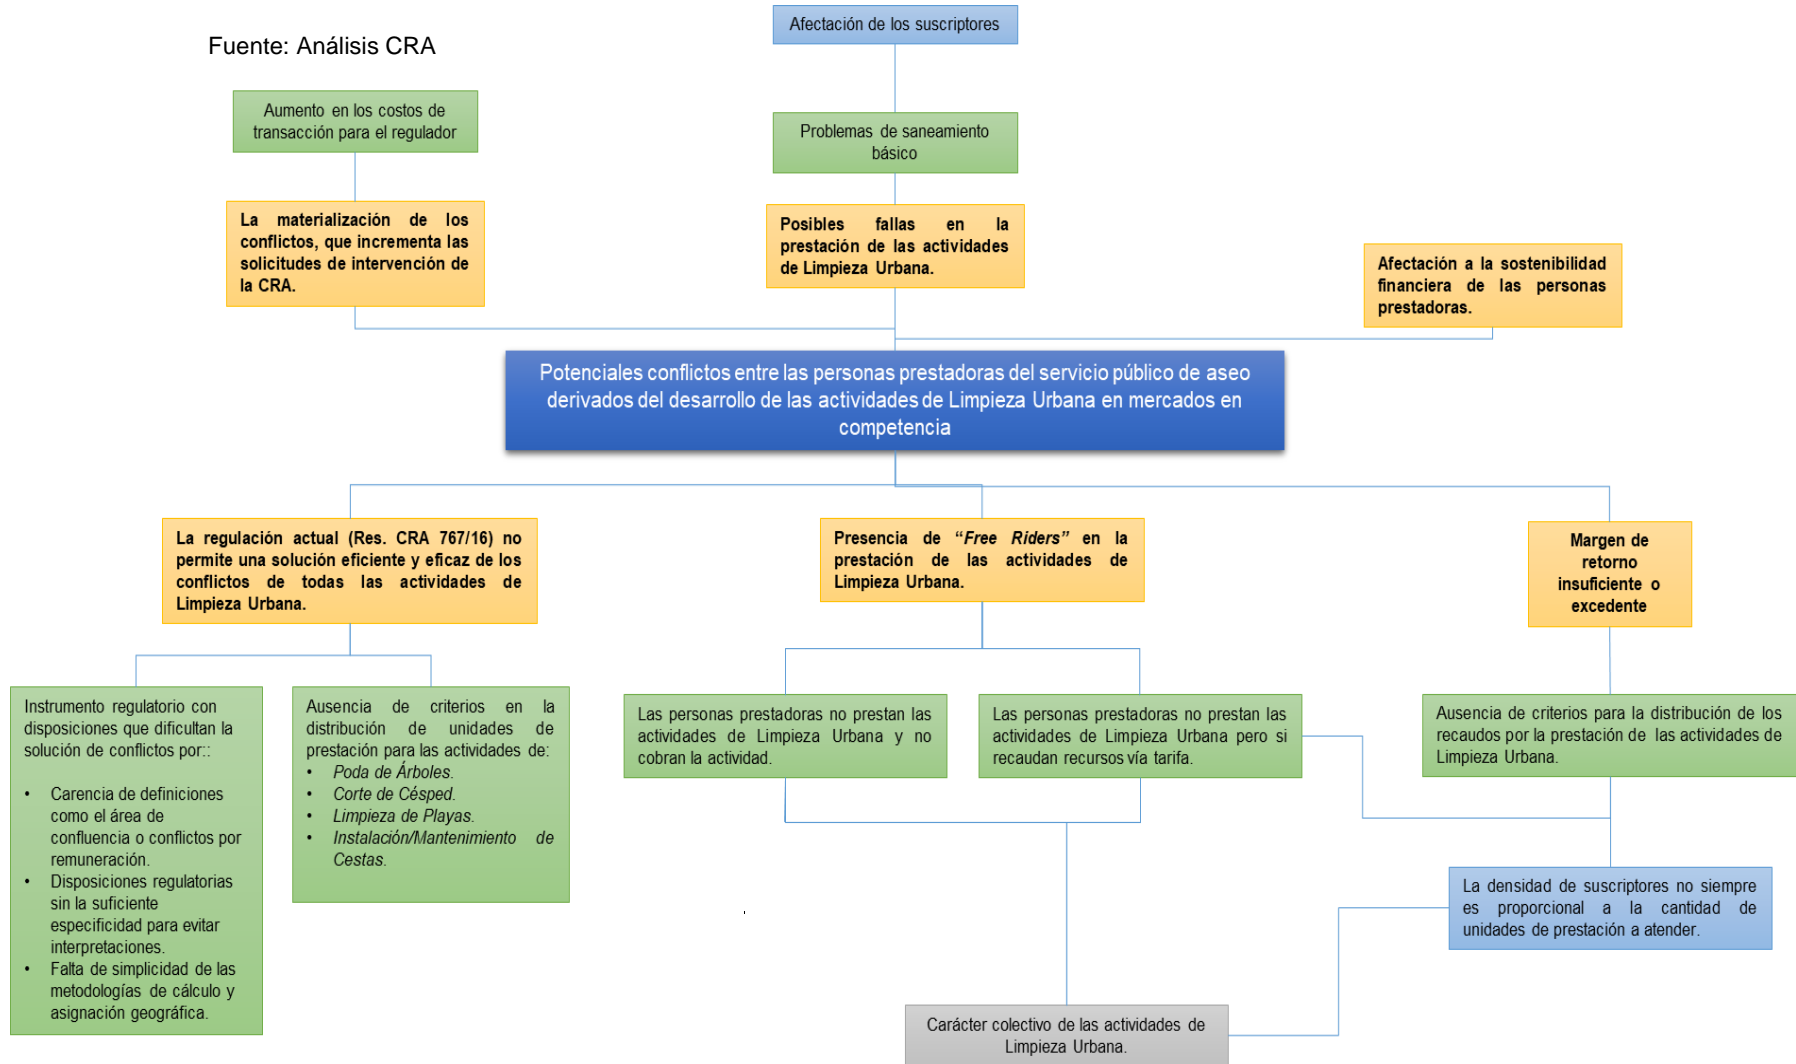 Afectación de los suscriptores
Fuente: Análisis CRA
Aumento en los costos de
transacción para el regulador
Problemas de saneamiento
básico
La materialización de los
conflictos, que incrementa las
solicitudes de intervención de
la CRA.
Posibles fallas en la
prestación de las actividades
de Limpieza Urbana.
Afectación a la sostenibilidad
financiera de las personas
prestadoras.
Potenciales conflictos entre las personas prestadoras del servicio público de aseo
derivados del desarrollo de las actividades de Limpieza Urbana en mercados en
competencia
La regulación actual (Res. CRA 767/16) no
permite una solución eficiente y eficaz de los
conflictos de todas las actividades de
Limpieza Urbana.
Presencia de “Free Riders” en la
prestación de las actividades de
Limpieza Urbana.
Margen de
retorno
insuficiente o
excedente
Instrumento regulatorio con
disposiciones que dificultan la
solución de conflictos por::
• Carencia de definiciones
como el área de
confluencia o conflictos por
remuneración.
• Disposiciones regulatorias
sin la suficiente
especificidad para evitar
interpretaciones.
• Falta de simplicidad de las
metodologías de cálculo y
asignación geográfica.
Ausencia de criterios en la
distribución de unidades de
prestación para las actividades de:
• Poda de Árboles.
• Corte de Césped.
• Limpieza de Playas.
• Instalación/Mantenimiento de
Cestas.
Las personas prestadoras no prestan las
actividades de Limpieza Urbana y no
cobran la actividad.
Las personas prestadoras no prestan las
actividades de Limpieza Urbana pero si
recaudan recursos vía tarifa.
Ausencia de criterios para la distribución de los
recaudos por la prestación de las actividades de
Limpieza Urbana.
La densidad de suscriptores no siempre
es proporcional a la cantidad de
unidades de prestación a atender.
Carácter colectivo de las actividades de
Limpieza Urbana.